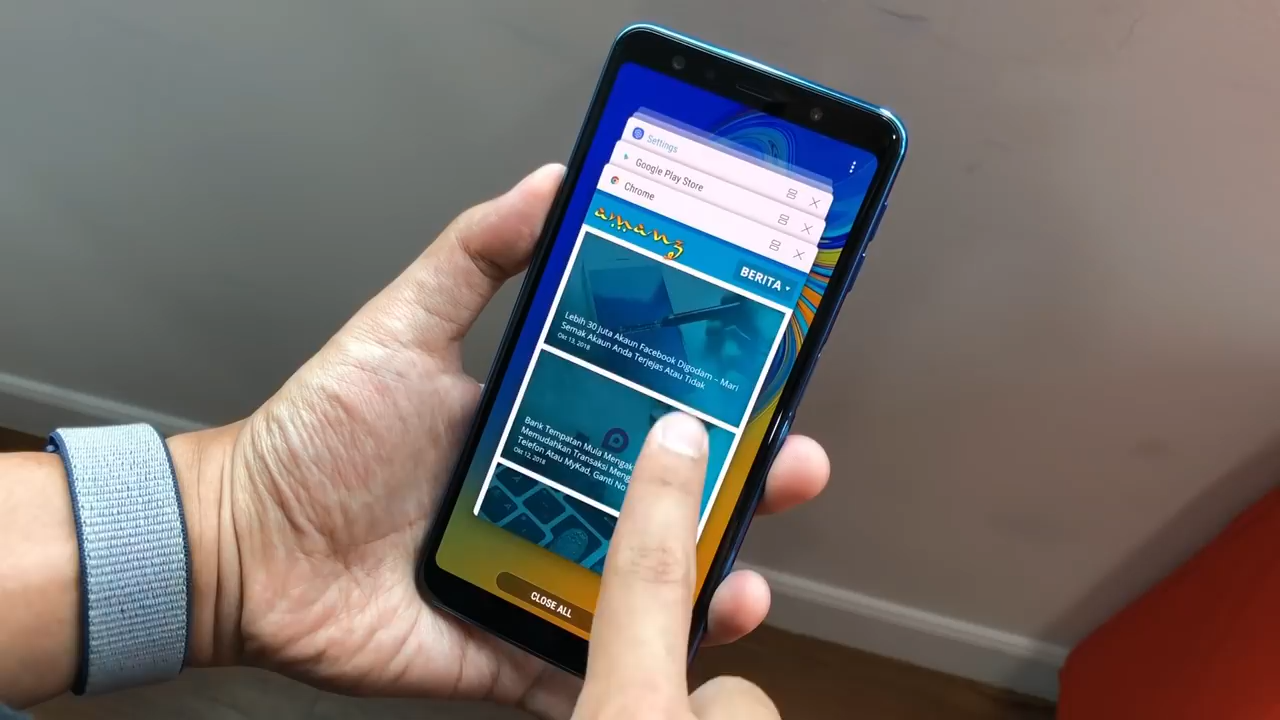 Settings
Google Play Store
Chrome
amanz
BERITA
Lebih 30 Juta Akaun Facebook Digodam – Mari
Semak Akaun Anda Terjejas Atau Tidak
Okt 13, 2018
Bank Tempatan Mula Mengak
Memudahkan Transaksi Meng
Telefon Atau MyKad, Ganti No
Okt 12, 2018
CLOSE ALL